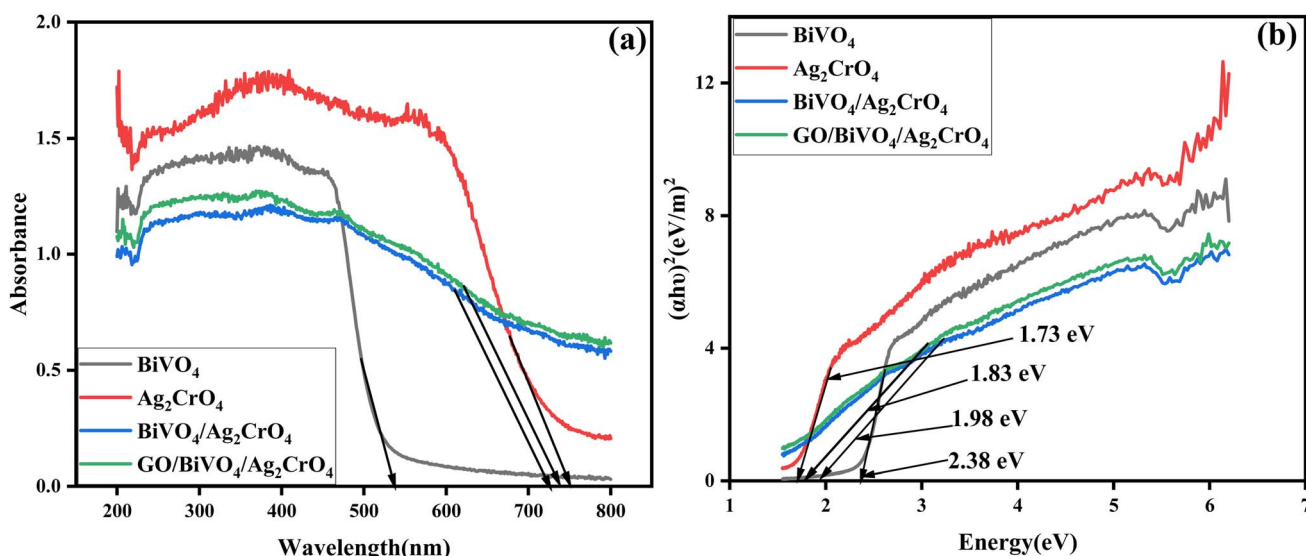 (a)
2.0
1.5
1.0
0.5
0.0
Absorbance
BiVO₄
Ag₂CrO₄
BiVO₄/Ag₂CrO₄
GO/BiVO₄/Ag₂CrO₄
200 300 400 500 600 700 800
Wavelength(nm)
(b)
BiVO₄
Ag₂CrO₄
BiVO₄/Ag₂CrO₄
GO/BiVO₄/Ag₂CrO₄
12
8
4
0
(αhυ)²(eV/m)²
1.73 eV
1.83 eV
1.98 eV
2.38 eV
1 2 3 4 5 6 7
Energy(eV)